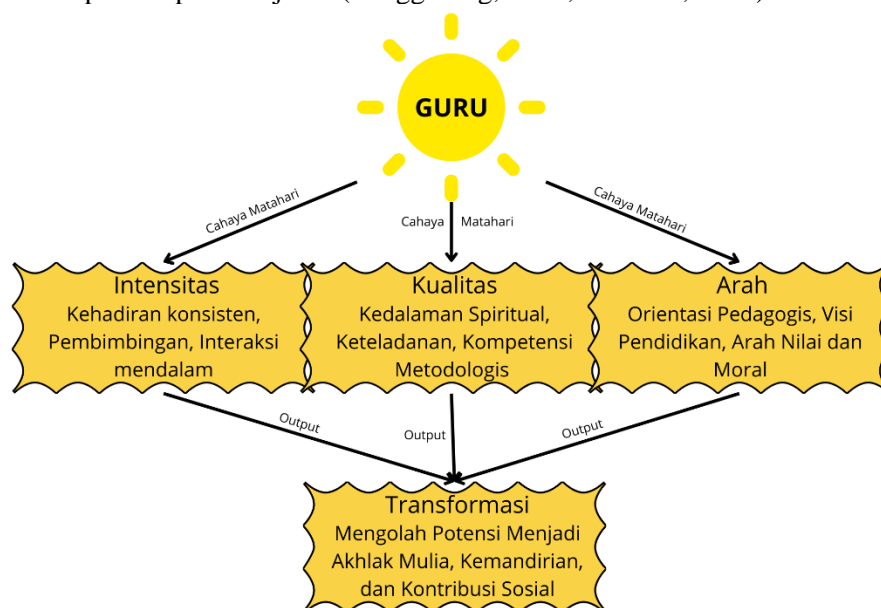 GURU
Cahaya Matahari
Cahaya Matahari
Cahaya Matahari
Intensitas
Kehadiran konsisten,
Pembimbingan, Interaksi
mendalam
Kualitas
Kedalaman Spiritual,
Keteladanan, Kompetensi
Metodologis
Arah
Orientasi Pedagogis, Visi
Pendidikan, Arah Nilai dan
Moral
Output
Output
Output
Transformasi
Mengolah Potensi Menjadi
Akhlak Mulia, Kemandirian,
dan Kontribusi Sosial